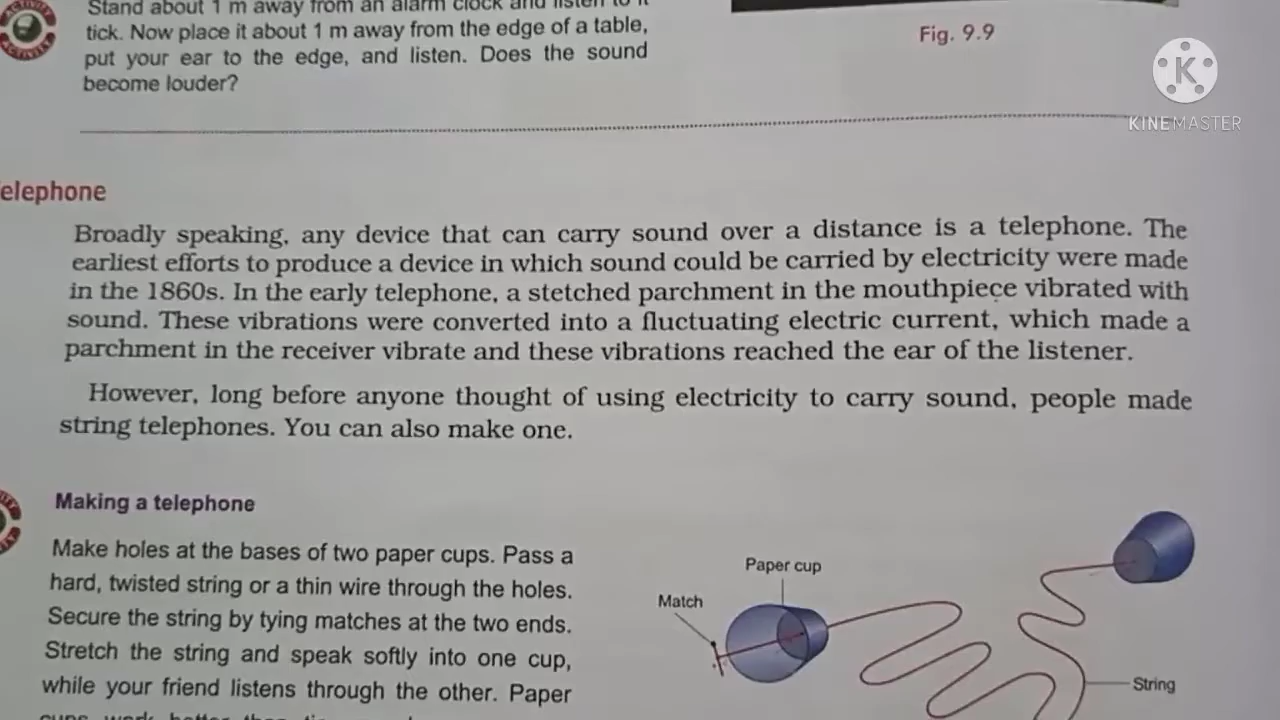 Stand about 1 m away from an alarm clock and listen to it
tick. Now place it about 1 m away from the edge of a table,
put your ear to the edge, and listen. Does the sound
become louder?
Fig. 9.9
KINEMASTER
elephone
Broadly speaking, any device that can carry sound over a distance is a telephone. The
earliest efforts to produce a device in which sound could be carried by electricity were made
in the 1860s. In the early telephone, a stetched parchment in the mouthpiece vibrated with
sound. These vibrations were converted into a fluctuating electric current, which made a
parchment in the receiver vibrate and these vibrations reached the ear of the listener.
However, long before anyone thought of using electricity to carry sound, people made
string telephones. You can also make one.
Making a telephone
Make holes at the bases of two paper cups. Pass a
hard, twisted string or a thin wire through the holes.
Secure the string by tying matches at the two ends.
Stretch the string and speak softly into one cup,
while your friend listens through the other. Paper
Paper cup
Match
String